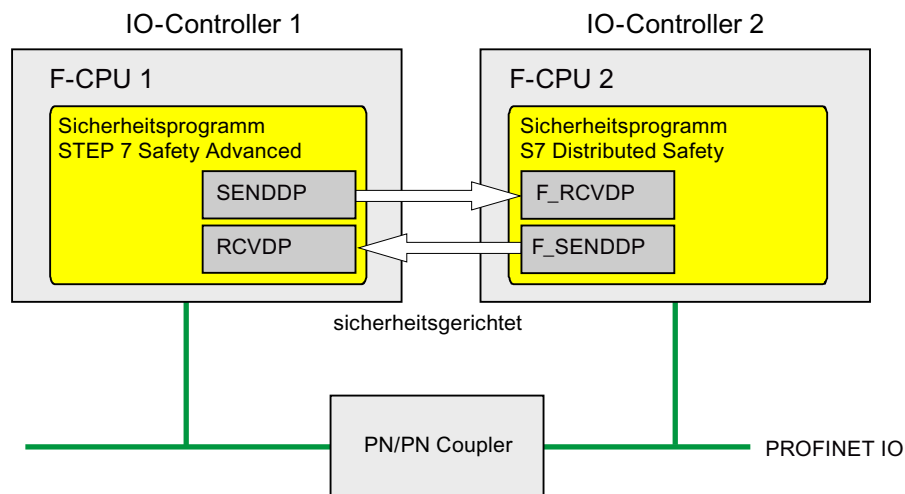 IO-Controller 1
IO-Controller 2
F-CPU 1
F-CPU 2
Sicherheitsprogramm
STEP 7 Safety Advanced
Sicherheitsprogramm
S7 Distributed Safety
SENDDP
F_RCVDP
RCVDP
F_SENDDP
sicherheitsgerichtet
PN/PN Coupler
PROFINET IO